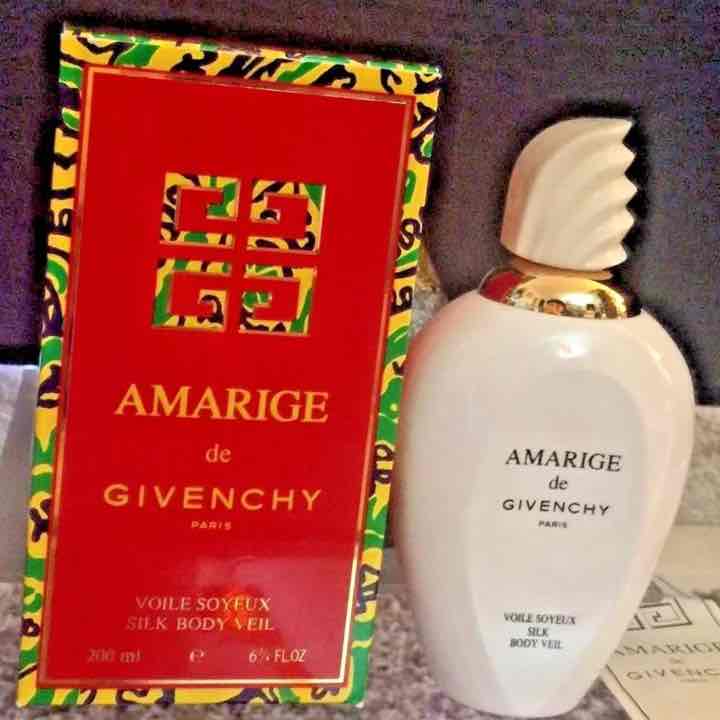 AMARIGE
de
GIVENCHY
PARIS
VOILE SOYEUX
SILK BODY VEIL
200 ml e 6¾ FL.OZ
AMARIGE
de
GIVENCHY
PARIS
VOILE SOYEUX
SILK
BODY VEIL
AMARIGE
de
GIVENCHY